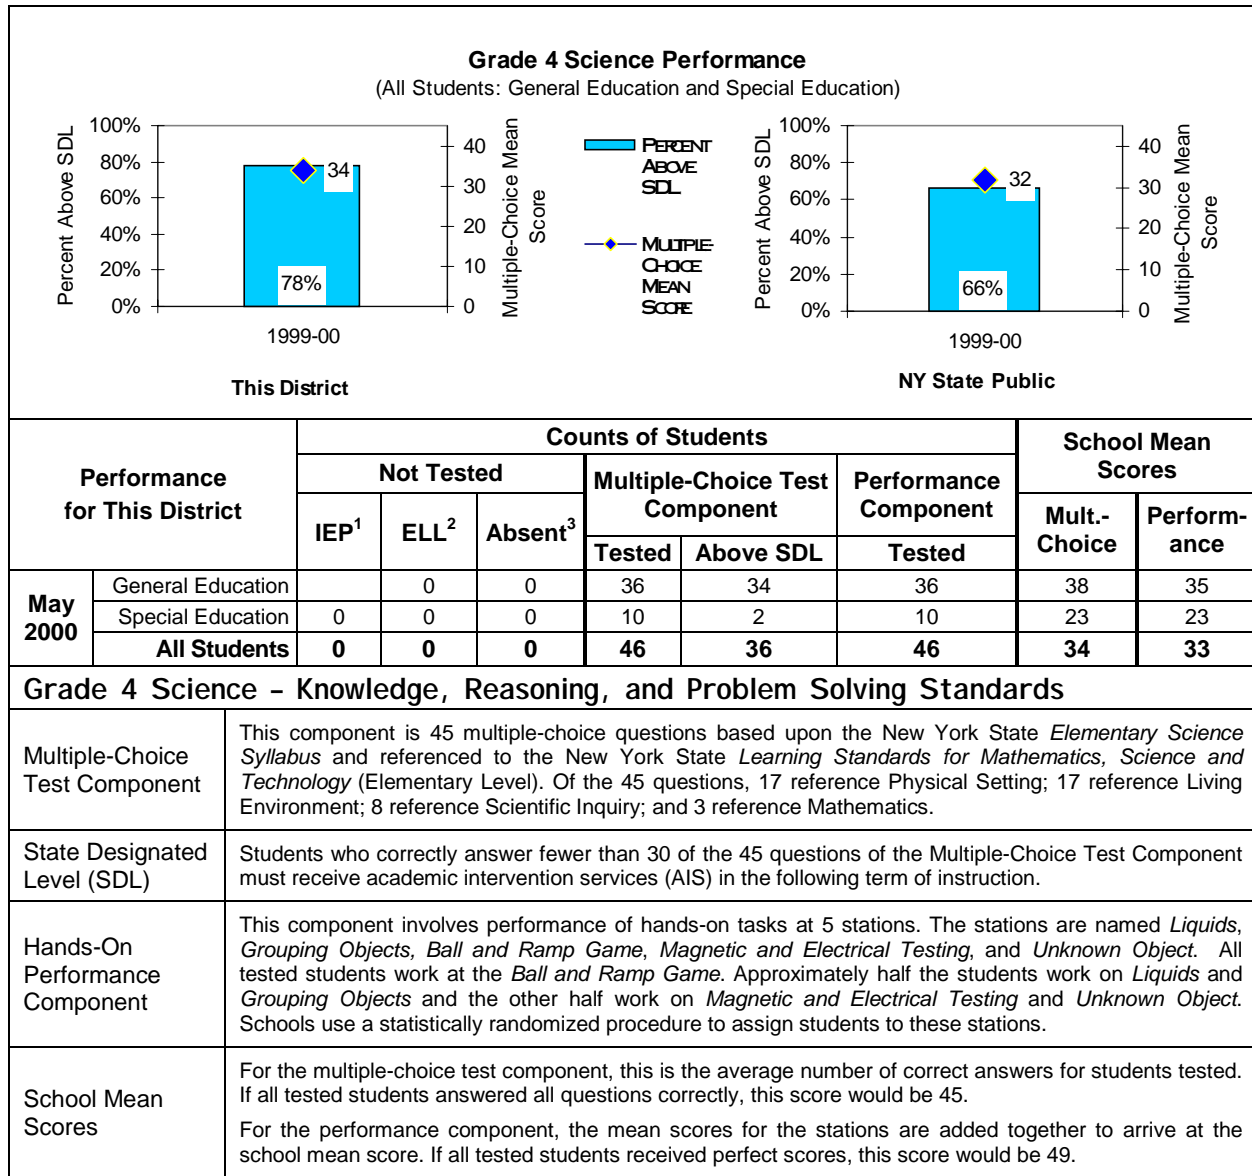 Grade 4 Science Performance
(All Students: General Education and Special Education)
100%
80%
60%
40%
20%
0%
Percent Above SDL
34
78%
40
30
20
10
0
Multiple-Choice Mean Score
1999-00
This District
PERCENT
ABOVE
SDL
MULTIPLE-
CHOICE
MEAN
SCORE
100%
80%
60%
40%
20%
0%
Percent Above SDL
32
66%
40
30
20
10
0
Multiple-Choice Mean Score
1999-00
NY State Public
Performance
for This District
Counts of Students
School Mean
Scores
Not Tested
Multiple-Choice Test
Component
Performance
Component
IEP1 ELL2 Absent3
Tested Above SDL Tested
Mult.-
Choice
Perform-
ance
May
2000
General Education 0 0 36 34 36 38 35
Special Education 0 0 0 10 2 10 23 23
All Students 0 0 0 46 36 46 34 33
Grade 4 Science – Knowledge, Reasoning, and Problem Solving Standards
Multiple-Choice
Test Component
This component is 45 multiple-choice questions based upon the New York State Elementary Science
Syllabus and referenced to the New York State Learning Standards for Mathematics, Science and
Technology (Elementary Level). Of the 45 questions, 17 reference Physical Setting; 17 reference Living
Environment; 8 reference Scientific Inquiry; and 3 reference Mathematics.
State Designated
Level (SDL)
Students who correctly answer fewer than 30 of the 45 questions of the Multiple-Choice Test Component
must receive academic intervention services (AIS) in the following term of instruction.
Hands-On
Performance
Component
This component involves performance of hands-on tasks at 5 stations. The stations are named Liquids,
Grouping Objects, Ball and Ramp Game, Magnetic and Electrical Testing, and Unknown Object. All
tested students work at the Ball and Ramp Game. Approximately half the students work on Liquids and
Grouping Objects and the other half work on Magnetic and Electrical Testing and Unknown Object.
Schools use a statistically randomized procedure to assign students to these stations.
School Mean
Scores
For the multiple-choice test component, this is the average number of correct answers for students tested.
If all tested students answered all questions correctly, this score would be 45.
For the performance component, the mean scores for the stations are added together to arrive at the
school mean score. If all tested students received perfect scores, this score would be 49.